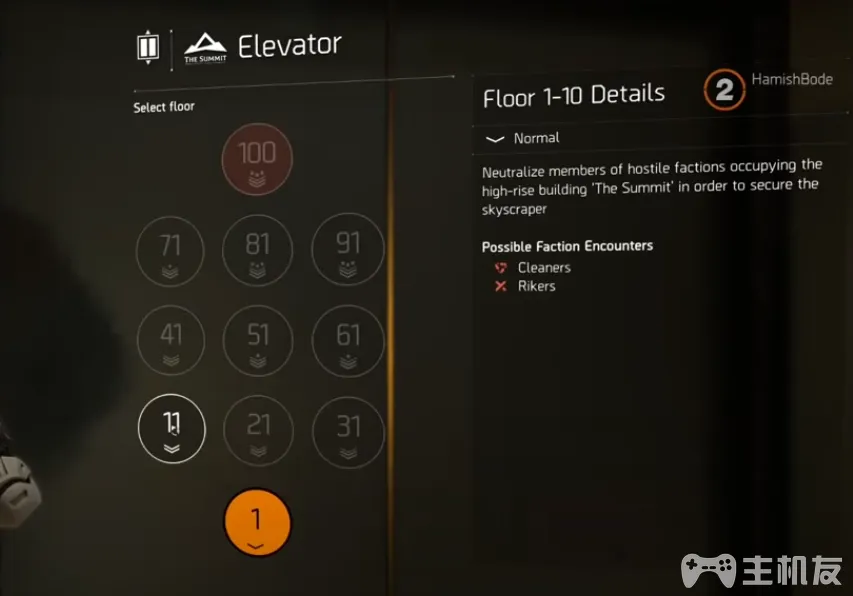 THE SUMMIT
Elevator
Select floor
100
71 81 91
41 51 61
11 21 31
1
Floor 1-10 Details
2 HamishBode
Normal
Neutralize members of hostile factions occupying the
high-rise building 'The Summit' in order to secure the
skyscraper
Possible Faction Encounters
Cleaners
Rikers
主机友